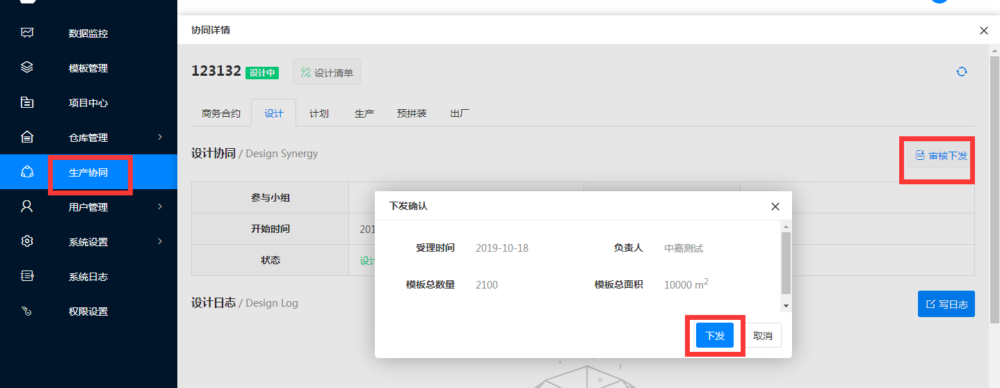 协同详情
数据监控
模板管理
项目中心
仓库管理
生产协同
用户管理
系统设置
系统日志
权限设置
123132 设计中 设计清单
商务合约 设计 计划 生产 预拼装 出厂
设计协同 / Design Synergy 审核下发
参与小组
开始时间 201
状态 设计
下发确认
受理时间 2019-10-18 负责人 中嘉测试
模板总数量 2100 模板总面积 10000 m²
下发 取消
设计日志 / Design Log 写日志